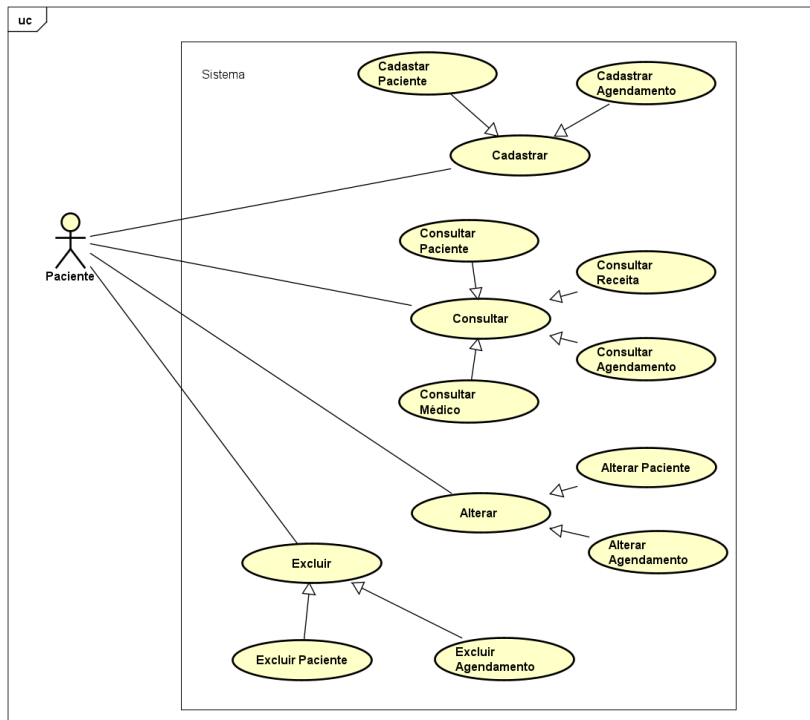 uc
Sistema
Cadastar
Paciente
Cadastrar
Agendamento
Cadastrar
Paciente
Consultar
Paciente
Consultar
Receita
Consultar
Consultar
Agendamento
Consultar
Médico
Alterar Paciente
Alterar
Alterar
Agendamento
Excluir
Excluir Paciente
Excluir
Agendamento